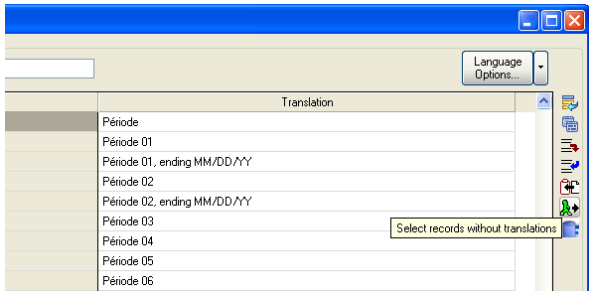 Language
Options...
Translation
Période
Période 01
Période 01, ending MM/DD/YY
Période 02
Période 02, ending MM/DD/YY
Période 03
Select records without translations
Période 04
Période 05
Période 06